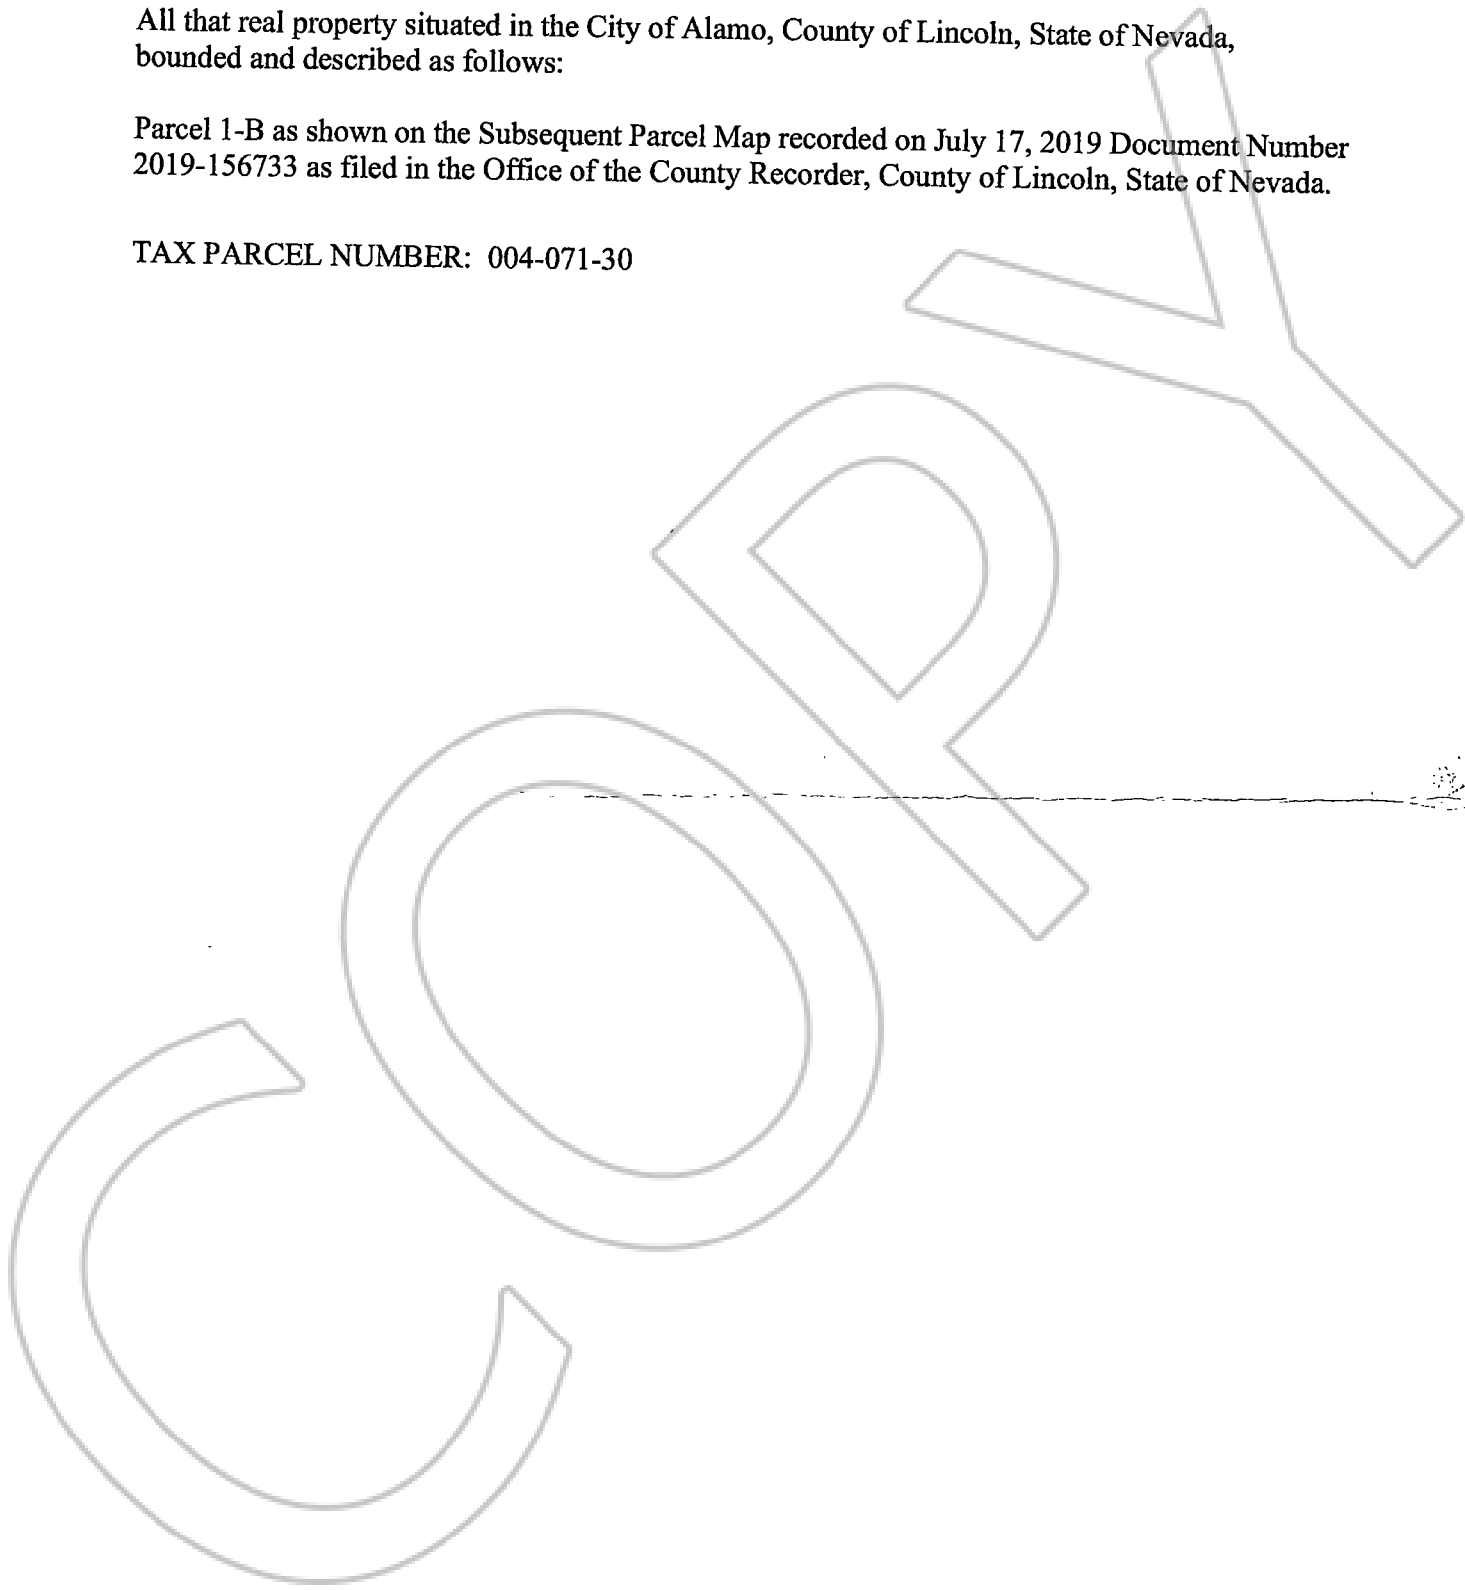 All that real property situated in the City of Alamo, County of Lincoln, State of Nevada,
bounded and described as follows:
Parcel 1-B as shown on the Subsequent Parcel Map recorded on July 17, 2019 Document Number
2019-156733 as filed in the Office of the County Recorder, County of Lincoln, State of Nevada.
TAX PARCEL NUMBER: 004-071-30
COPY